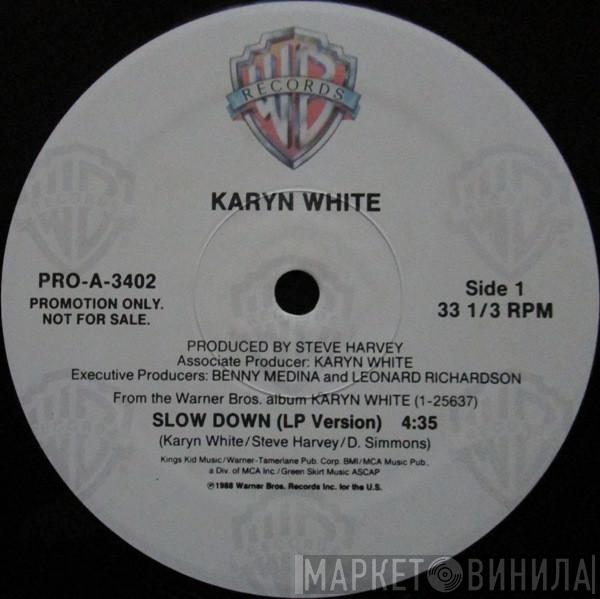 WB
RECORDS
KARYN WHITE
PRO-A-3402
PROMOTION ONLY.
NOT FOR SALE.
Side 1
33 1/3 RPM
PRODUCED BY STEVE HARVEY
Associate Producer: KARYN WHITE
Executive Producers: BENNY MEDINA and LEONARD RICHARDSON
From the Warner Bros. album KARYN WHITE (1-25637)
SLOW DOWN (LP Version) 4:35
(Karyn White/Steve Harvey/D. Simmons)
Kings Kid Music/Warner-Tamerlane Pub. Corp. BMI/MCA Music Pub.,
a Div. of MCA Inc./Green Skirt Music ASCAP
℗1988 Warner Bros. Records Inc. for the U.S.
МАРКЕТ ВИНИЛА